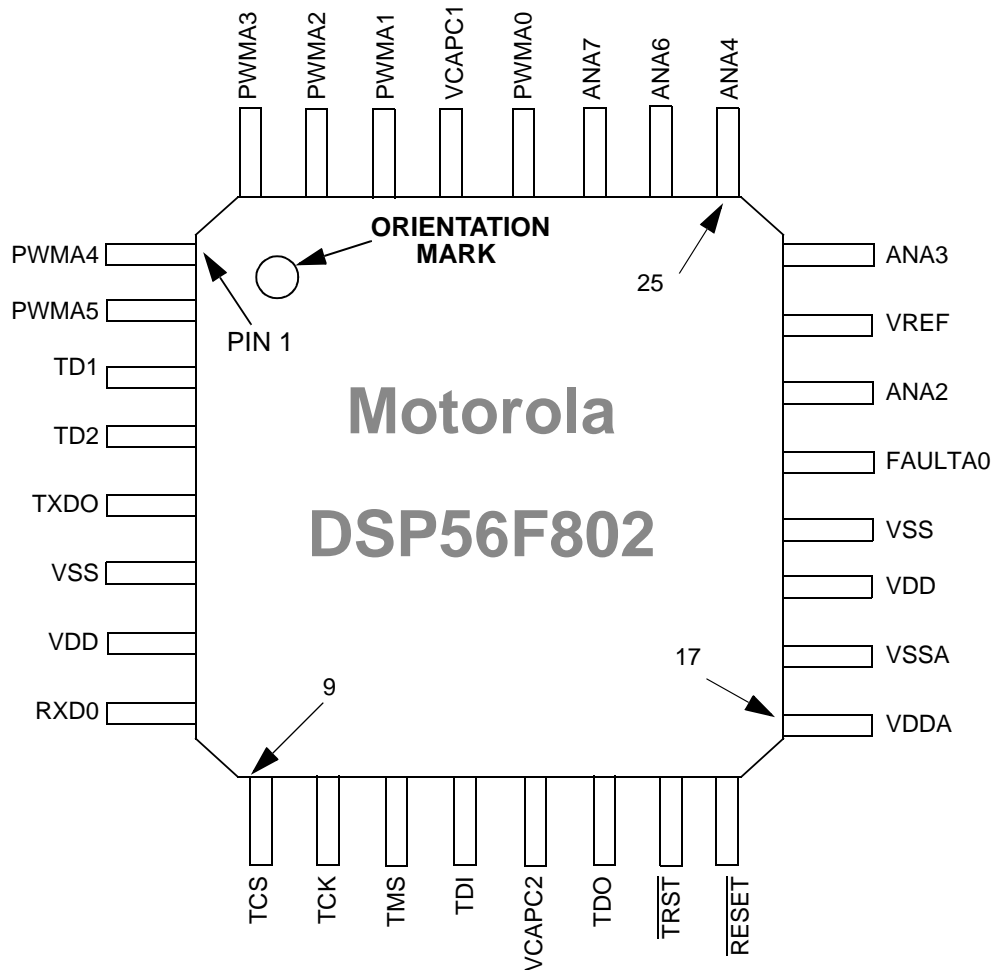 PWMA3
PWMA2
PWMA1
VCAPC1
PWMA0
ANA7
ANA6
ANA4
ORIENTATION
MARK
PWMA4
PWMA5
TD1
TD2
TXDO
VSS
VDD
RXD0
PIN 1
25
Motorola
DSP56F802
9
17
ANA3
VREF
ANA2
FAULTA0
VSS
VDD
VSSA
VDDA
TCS
TCK
TMS
TDI
VCAPC2
TDO
TRST
RESET